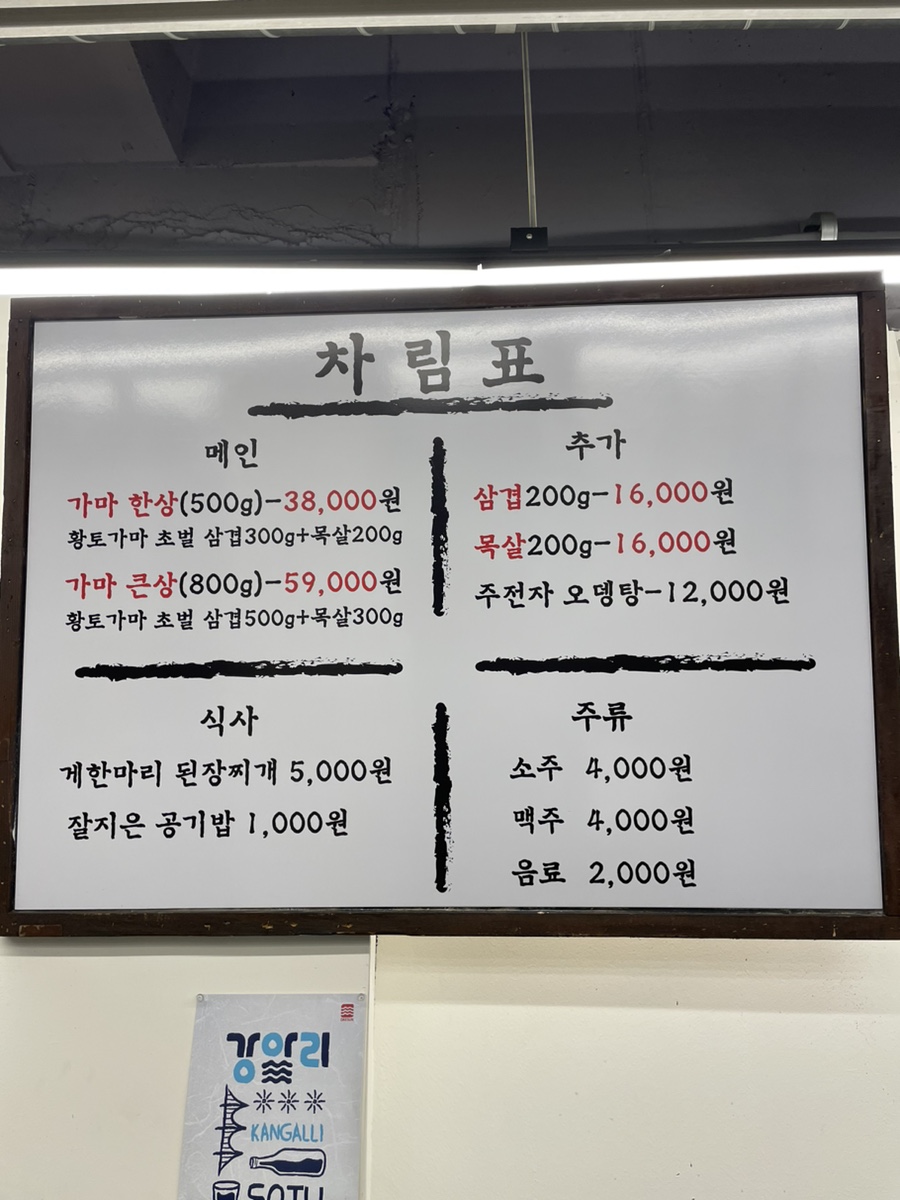 차림표
메인
가마 한상(500g)-38,000원
황토가마 초벌 삼겹300g+목살200g
가마 큰상(800g)-59,000원
황토가마 초벌 삼겹500g+목살300g
추가
삼겹200g-16,000원
목살200g-16,000원
주전자 오뎅탕-12,000원
식사
게한마리 된장찌개 5,000원
잘지은 공기밥 1,000원
주류
소주 4,000원
맥주 4,000원
음료 2,000원
강알리
KANGALLI
SOJU